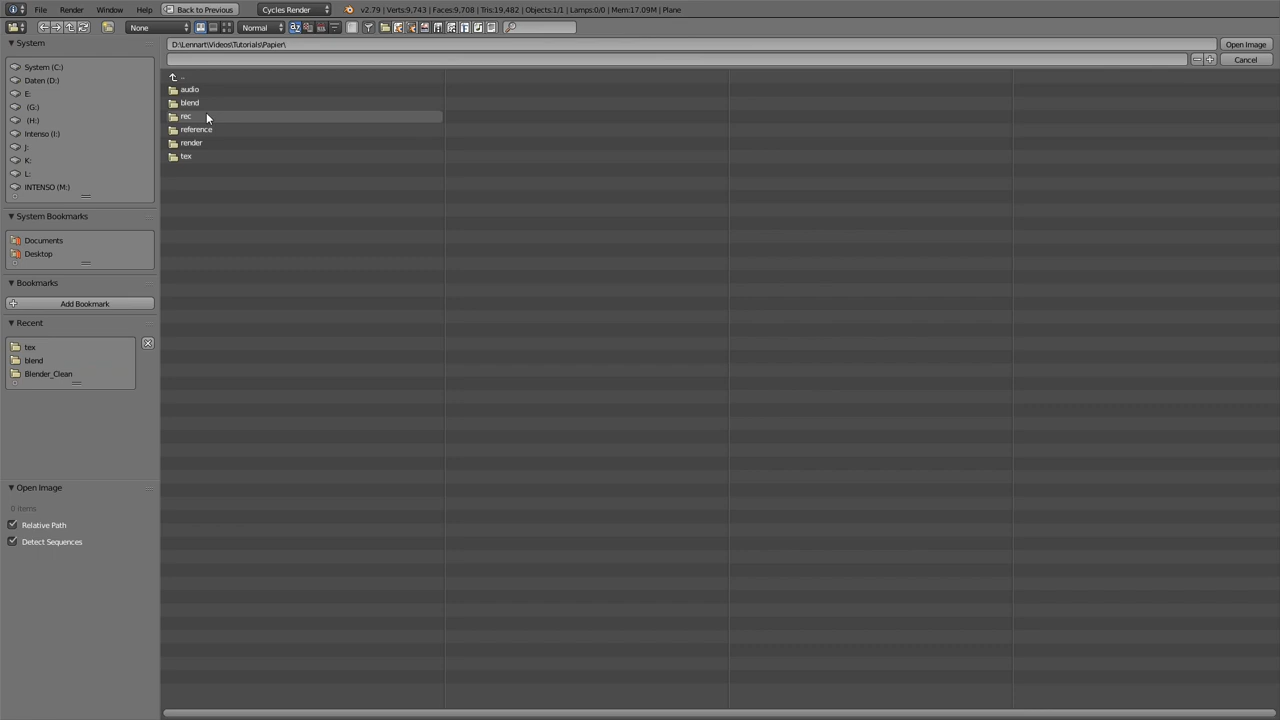 File Render Window Help Back to Previous Cycles Render v2.79 | Verts:9,743 | Faces:9,708 | Tris:19,482 | Objects:1/1 | Lamps:0/0 | Mem:17.09M | Plane
None Normal
System
System (C:)
Daten (D:)
E:
(G:)
(H:)
Intenso (I:)
J:
K:
L:
INTENSO (M:)
System Bookmarks
Documents
Desktop
Bookmarks
Add Bookmark
Recent
tex
blend
Blender_Clean
Open Image
0 items
Relative Path
Detect Sequences
D:\Lennart\Videos\Tutorials\Papier\ Open Image
Cancel
..
audio
blend
rec
reference
render
tex